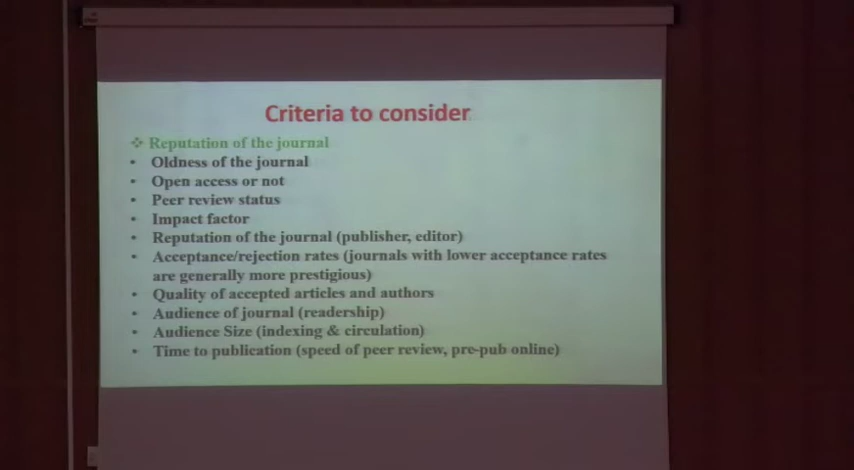 Criteria to consider
❖ Reputation of the journal
• Oldness of the journal
• Open access or not
• Peer review status
• Impact factor
• Reputation of the journal (publisher, editor)
• Acceptance/rejection rates (journals with lower acceptance rates
are generally more prestigious)
• Quality of accepted articles and authors
• Audience of journal (readership)
• Audience Size (indexing & circulation)
• Time to publication (speed of peer review, pre-pub online)